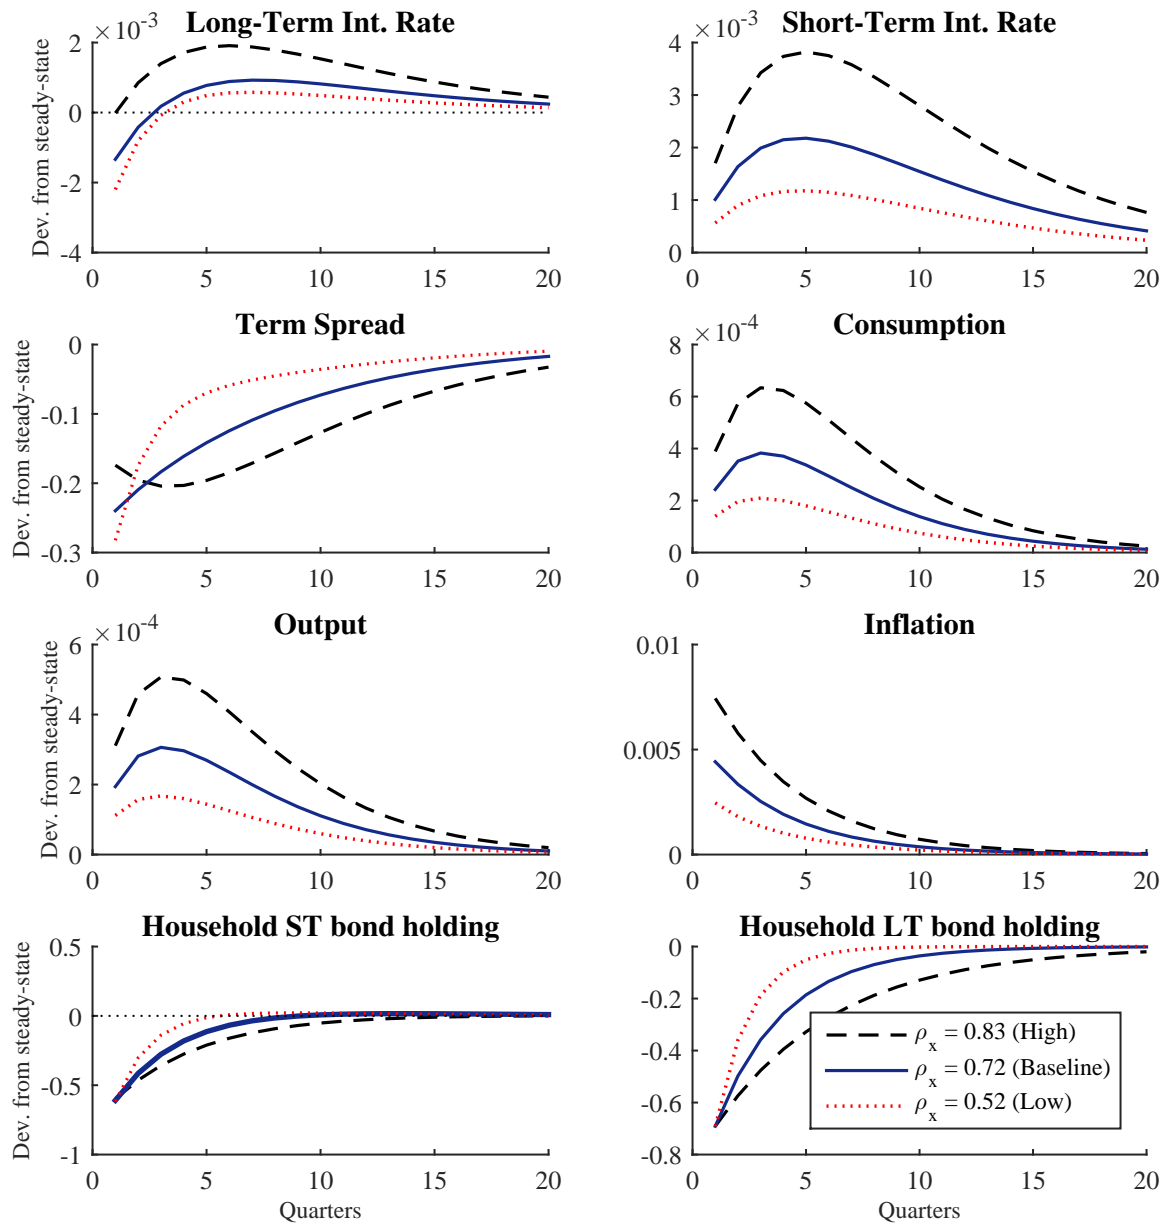 Long-Term Int. Rate
×10^-3
Dev. from steady-state
2
0
-2
-4
0 5 10 15 20
Short-Term Int. Rate
×10^-3
4
3
2
1
0
0 5 10 15 20
Term Spread
Dev. from steady-state
0
-0.1
-0.2
-0.3
0 5 10 15 20
Consumption
×10^-4
8
6
4
2
0
0 5 10 15 20
Output
×10^-4
Dev. from steady-state
6
4
2
0
0 5 10 15 20
Inflation
0.01
0.005
0
0 5 10 15 20
Household ST bond holding
Dev. from steady-state
0.5
0
-0.5
-1
0 5 10 15 20
Quarters
Household LT bond holding
0
-0.2
-0.4
-0.6
-0.8
0 5 10 15 20
Quarters
ρ_x = 0.83 (High)
ρ_x = 0.72 (Baseline)
ρ_x = 0.52 (Low)